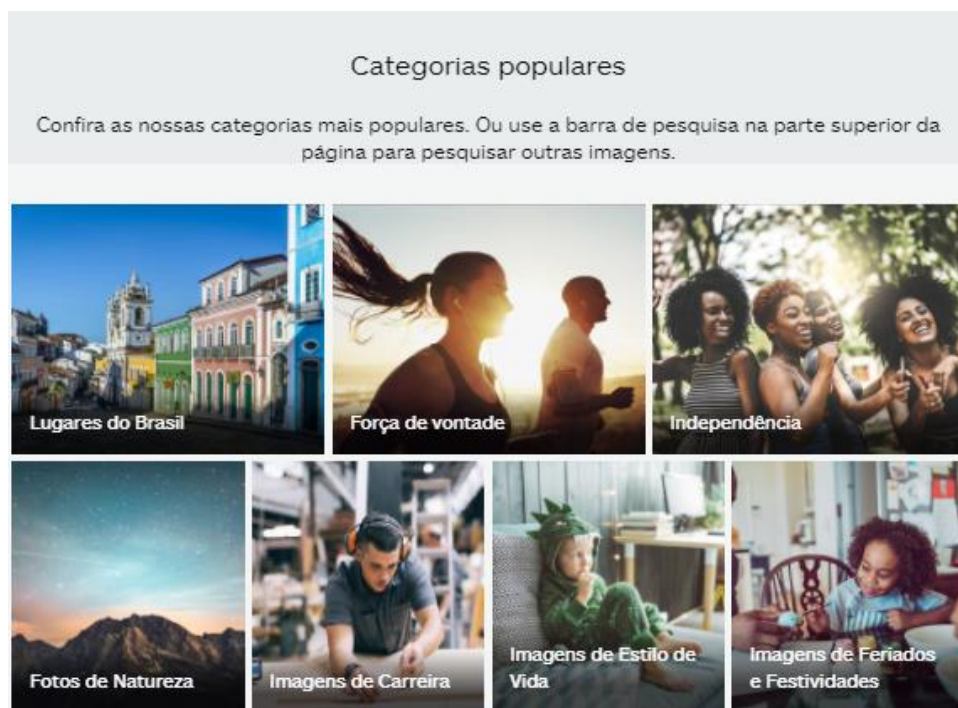 Categorias populares
Confira as nossas categorias mais populares. Ou use a barra de pesquisa na parte superior da
página para pesquisar outras imagens.
Lugares do Brasil
Força de vontade
Independência
Fotos de Natureza
Imagens de Carreira
Imagens de Estilo de
Vida
Imagens de Feriados
e Festividades